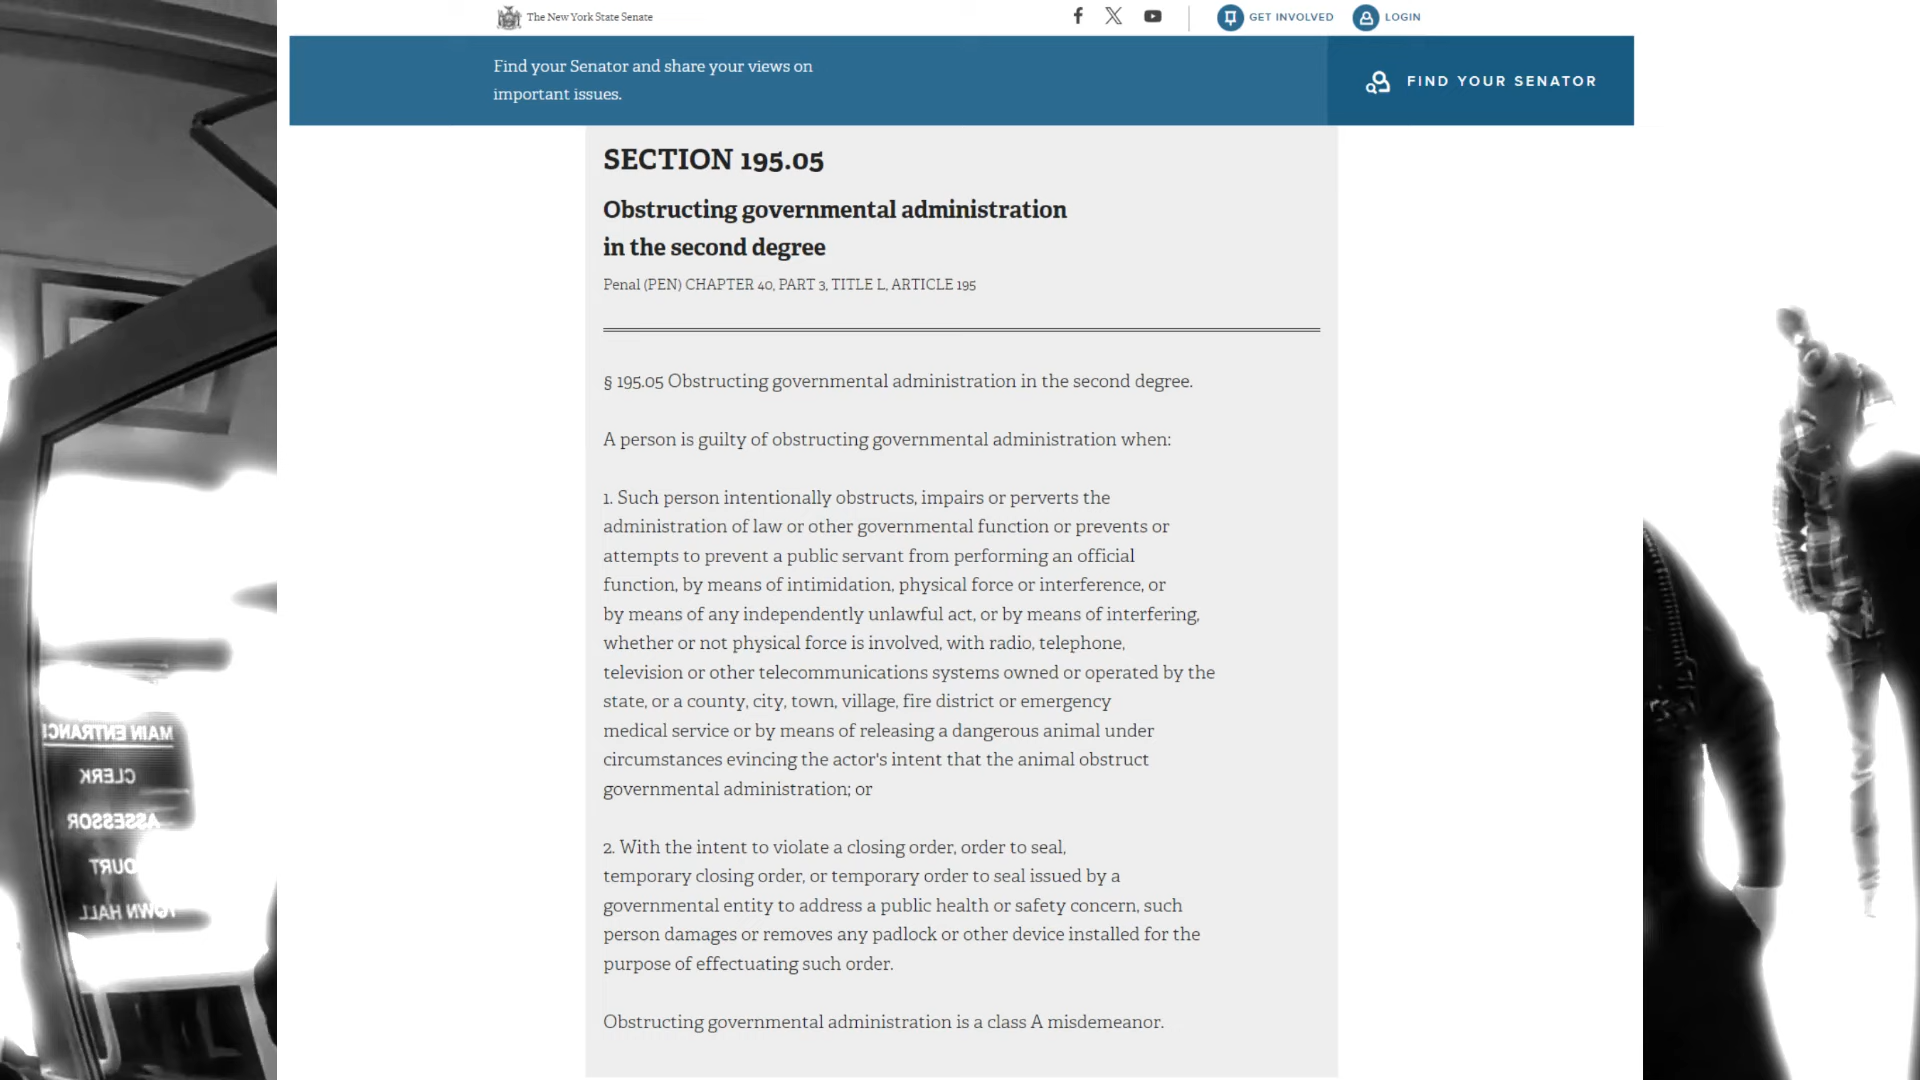 The New York State Senate
GET INVOLVED
LOGIN
Find your Senator and share your views on
important issues.
FIND YOUR SENATOR
SECTION 195.05
Obstructing governmental administration
in the second degree
Penal (PEN) CHAPTER 40, PART 3, TITLE L, ARTICLE 195
§ 195.05 Obstructing governmental administration in the second degree.
A person is guilty of obstructing governmental administration when:
1. Such person intentionally obstructs, impairs or perverts the
administration of law or other governmental function or prevents or
attempts to prevent a public servant from performing an official
function, by means of intimidation, physical force or interference, or
by means of any independently unlawful act, or by means of interfering,
whether or not physical force is involved, with radio, telephone,
television or other telecommunications systems owned or operated by the
state, or a county, city, town, village, fire district or emergency
medical service or by means of releasing a dangerous animal under
circumstances evincing the actor's intent that the animal obstruct
governmental administration; or
2. With the intent to violate a closing order, order to seal,
temporary closing order, or temporary order to seal issued by a
governmental entity to address a public health or safety concern, such
person damages or removes any padlock or other device installed for the
purpose of effectuating such order.
Obstructing governmental administration is a class A misdemeanor.
MAIN ENTRANCE
CLERK
ASSESSOR
COURT
TOWN HALL